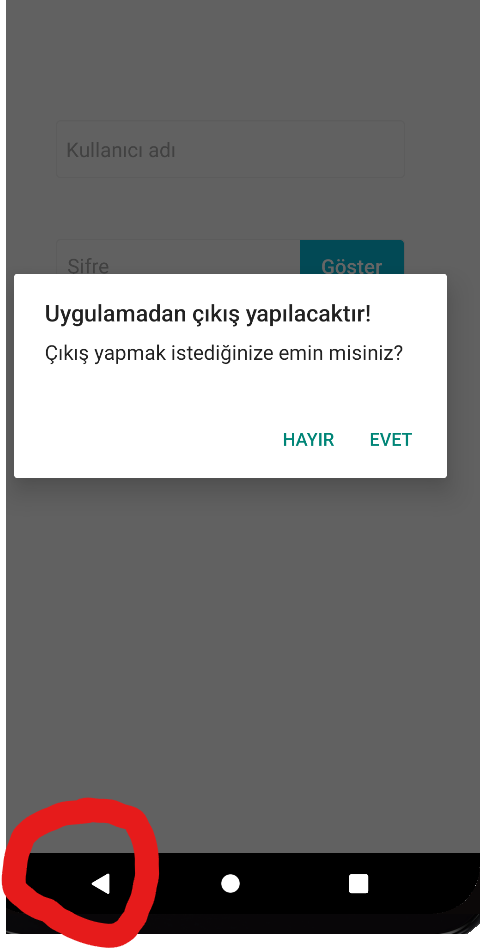 Kullanıcı adı
Sifre
Göster
Uygulamadan çıkış yapılacaktır!
Çıkış yapmak istediğinize emin misiniz?
HAYIR
EVET